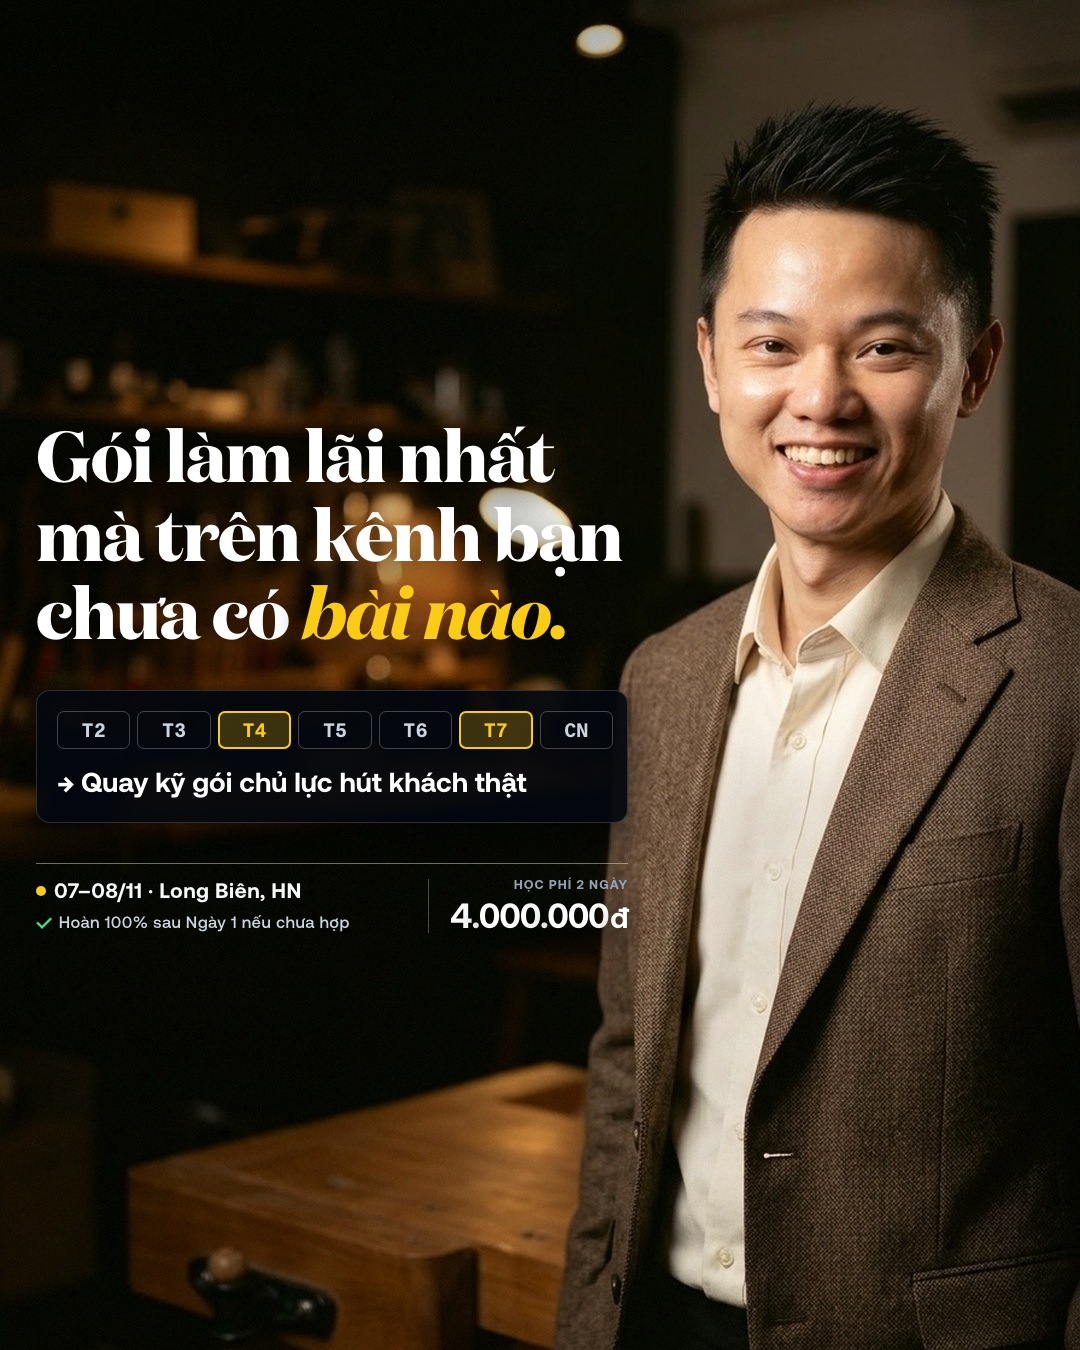 Gói làm lãi nhất
mà trên kênh bạn
chưa có bài nào.
T2 T3 T4 T5 T6 T7 CN
→ Quay kỹ gói chủ lực hút khách thật
07–08/11 · Long Biên, HN
✓ Hoàn 100% sau Ngày 1 nếu chưa hợp
HỌC PHÍ 2 NGÀY
4.000.000đ